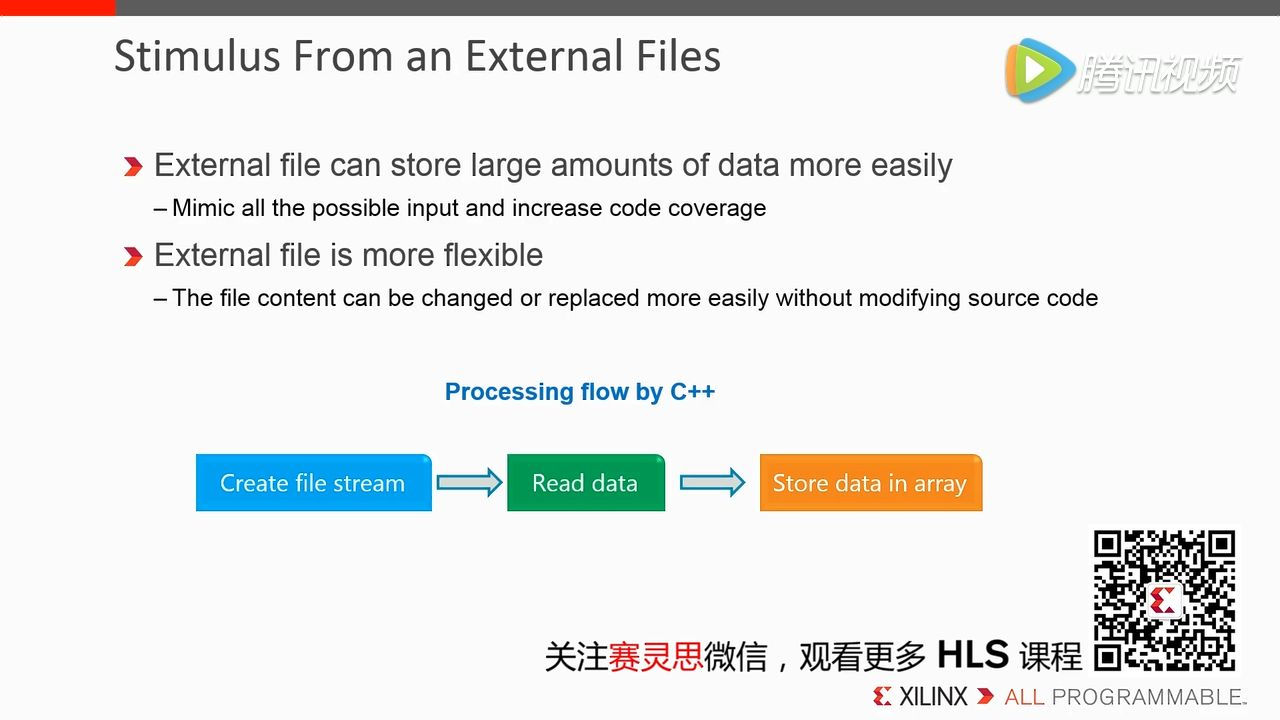 Stimulus From an External Files
腾讯视频
External file can store large amounts of data more easily
– Mimic all the possible input and increase code coverage
External file is more flexible
– The file content can be changed or replaced more easily without modifying source code
Processing flow by C++
Create file stream
Read data
Store data in array
关注赛灵思微信，观看更多 HLS 课程
XILINX ALL PROGRAMMABLE™